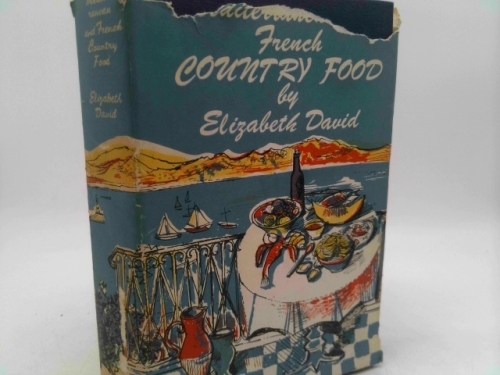 and French
Country
Food
Elizabeth
David
French
COUNTRY FOOD
by
Elizabeth David